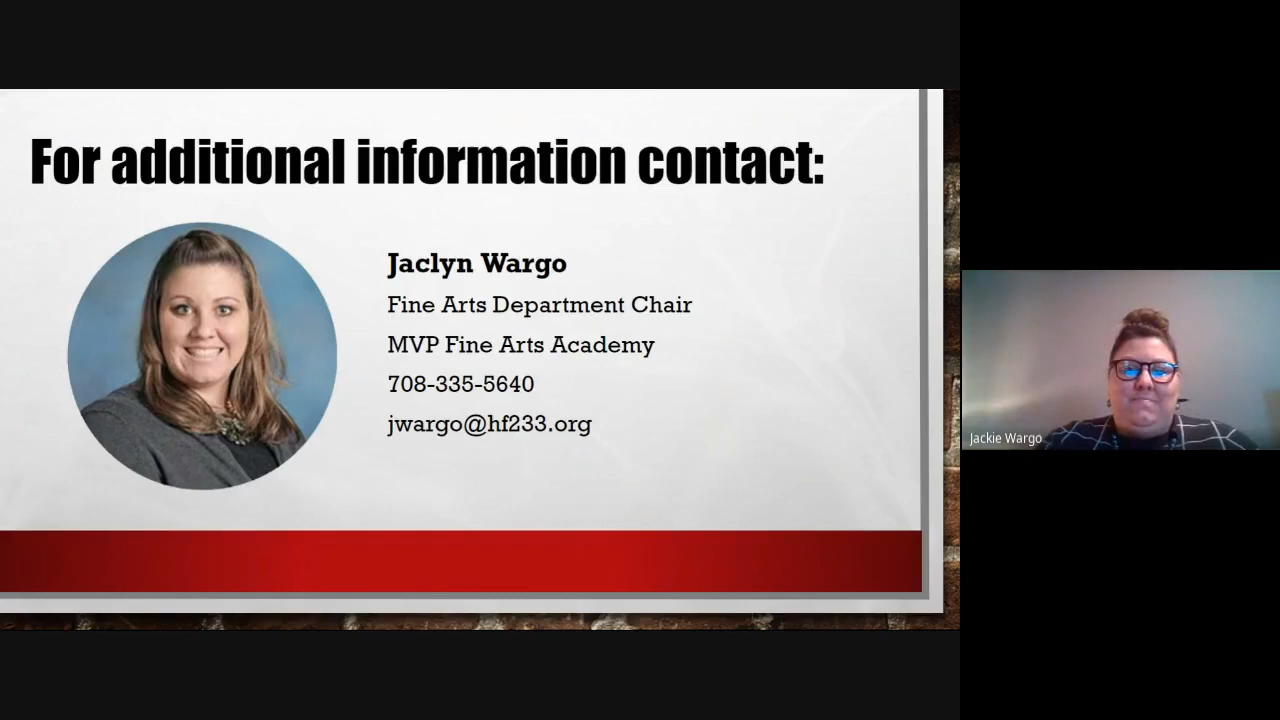 For additional information contact:
Jaclyn Wargo
Fine Arts Department Chair
MVP Fine Arts Academy
708-335-5640
jwargo@hf233.org
Jackie Wargo